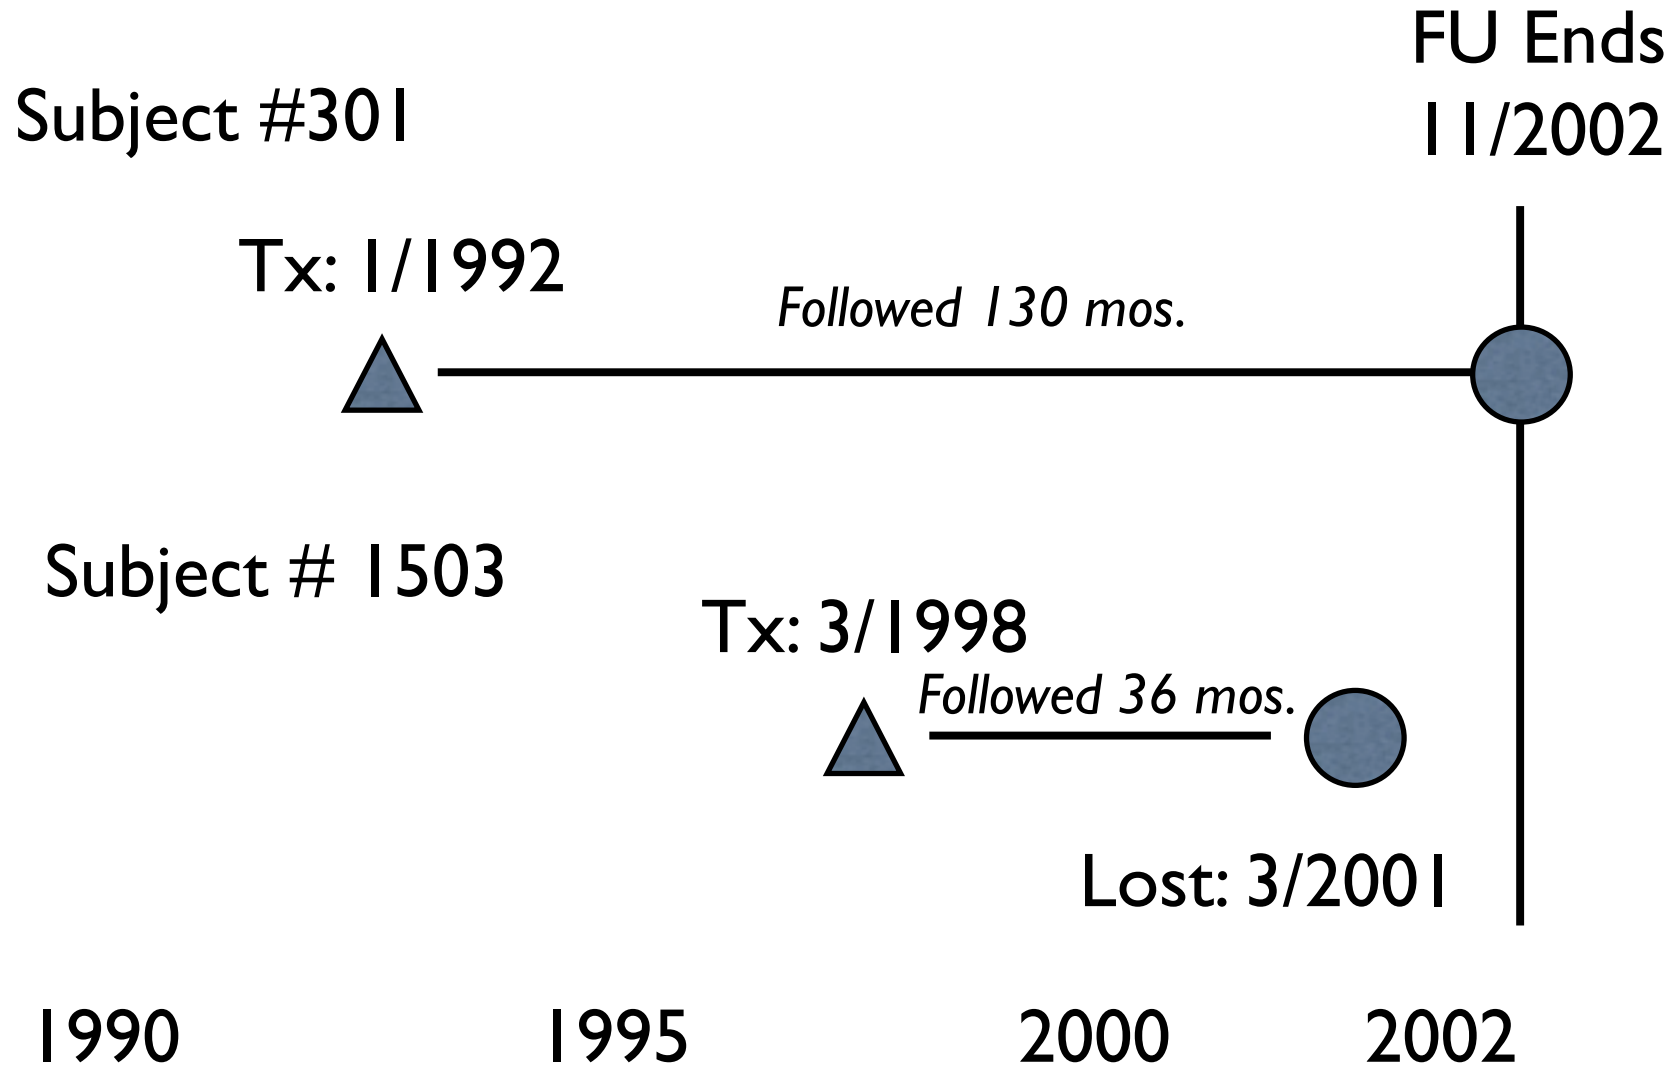 FU Ends
11/2002
Subject #301
Tx: 1/1992
Followed 130 mos.
Subject # 1503
Tx: 3/1998
Followed 36 mos.
Lost: 3/2001
1990 1995 2000 2002